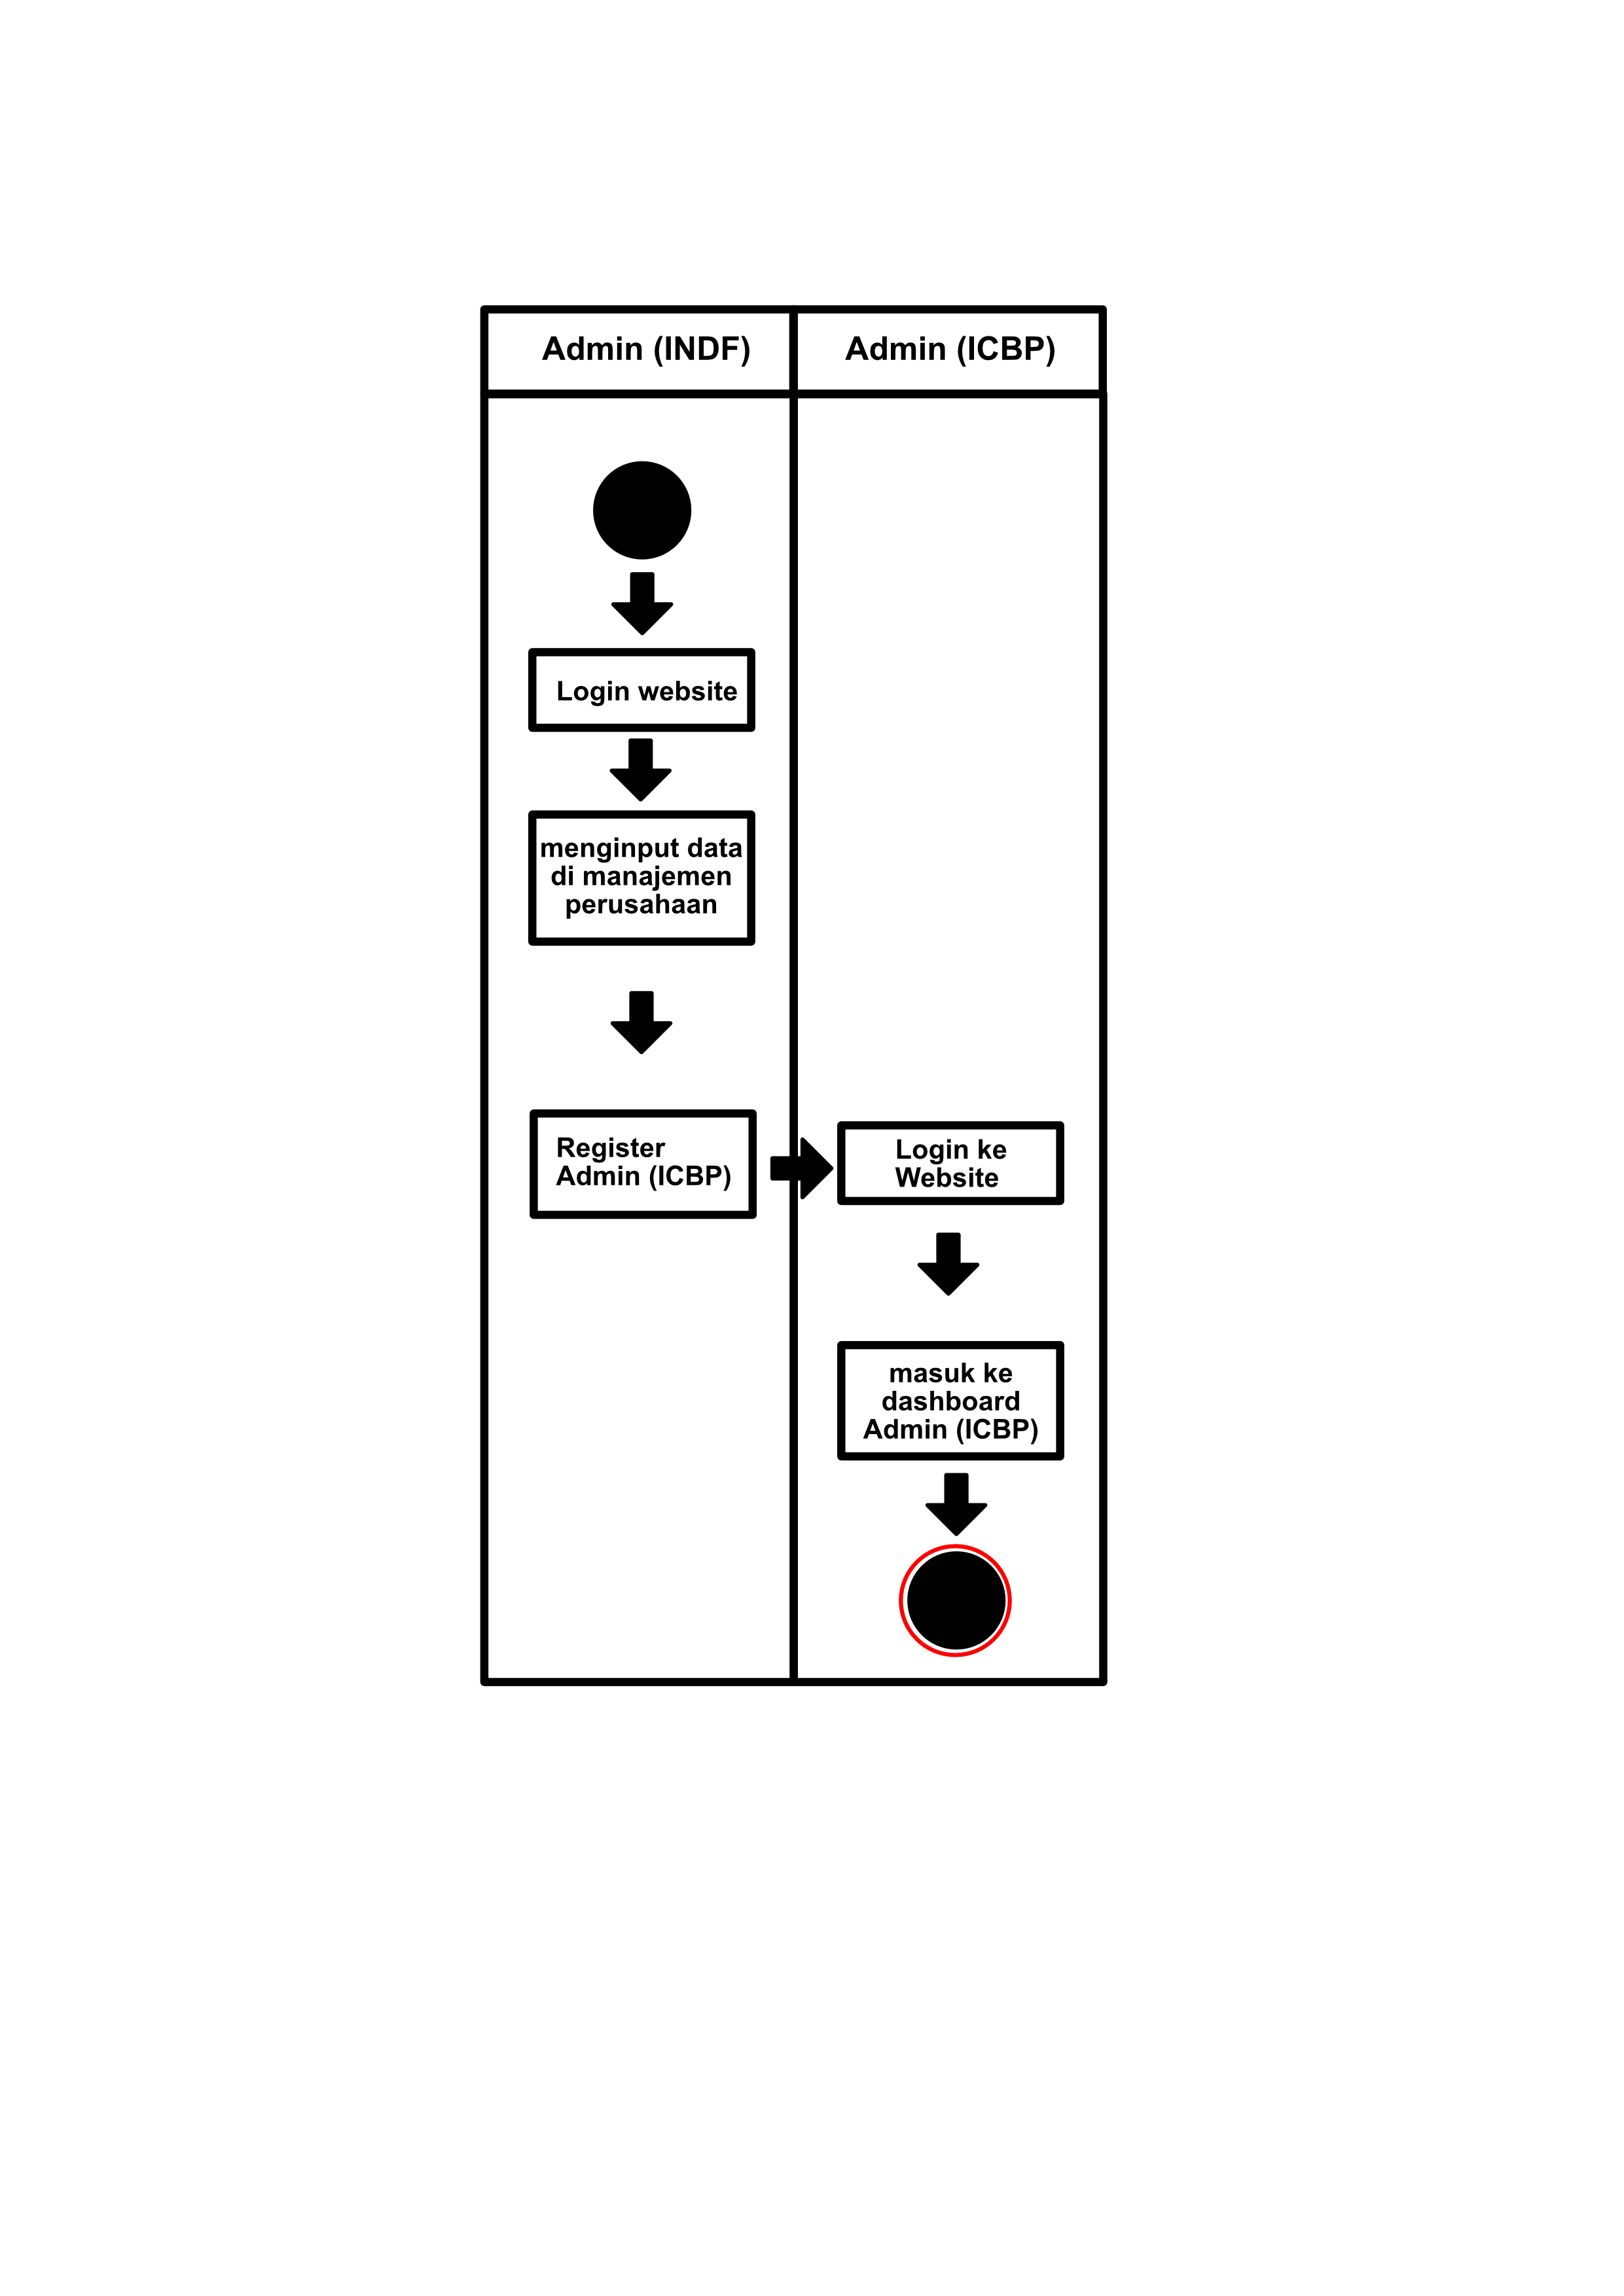 Admin (INDF)
Admin (ICBP)
Login website
menginput data
di manajemen
perusahaan
Register
Admin (ICBP)
Login ke
Website
masuk ke
dashboard
Admin (ICBP)